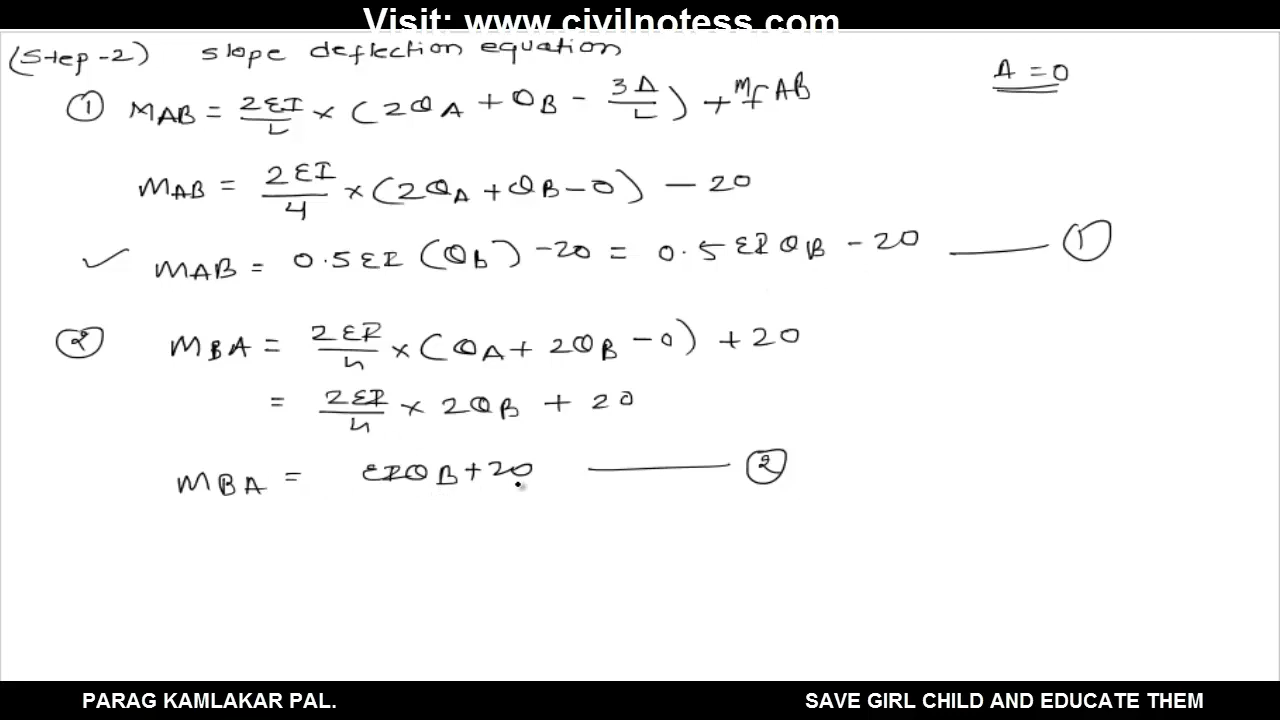 Visit: www.civilnotess.com
(Step-2) slope deflection equation
Δ = 0
① MAB = 2EI/L × (2θA + θB - 3Δ/L) + MfAB
MAB = 2EI/4 × (2θA + θB - 0) - 20
✓ MAB = 0.5EI (θB) - 20 = 0.5 EI θB - 20 ——— ①
② MBA = 2EI/4 × (θA + 2θB - 0) + 20
= 2EI/4 × 2θB + 20
MBA = EIθB + 20 ——— ②
PARAG KAMLAKAR PAL.
SAVE GIRL CHILD AND EDUCATE THEM